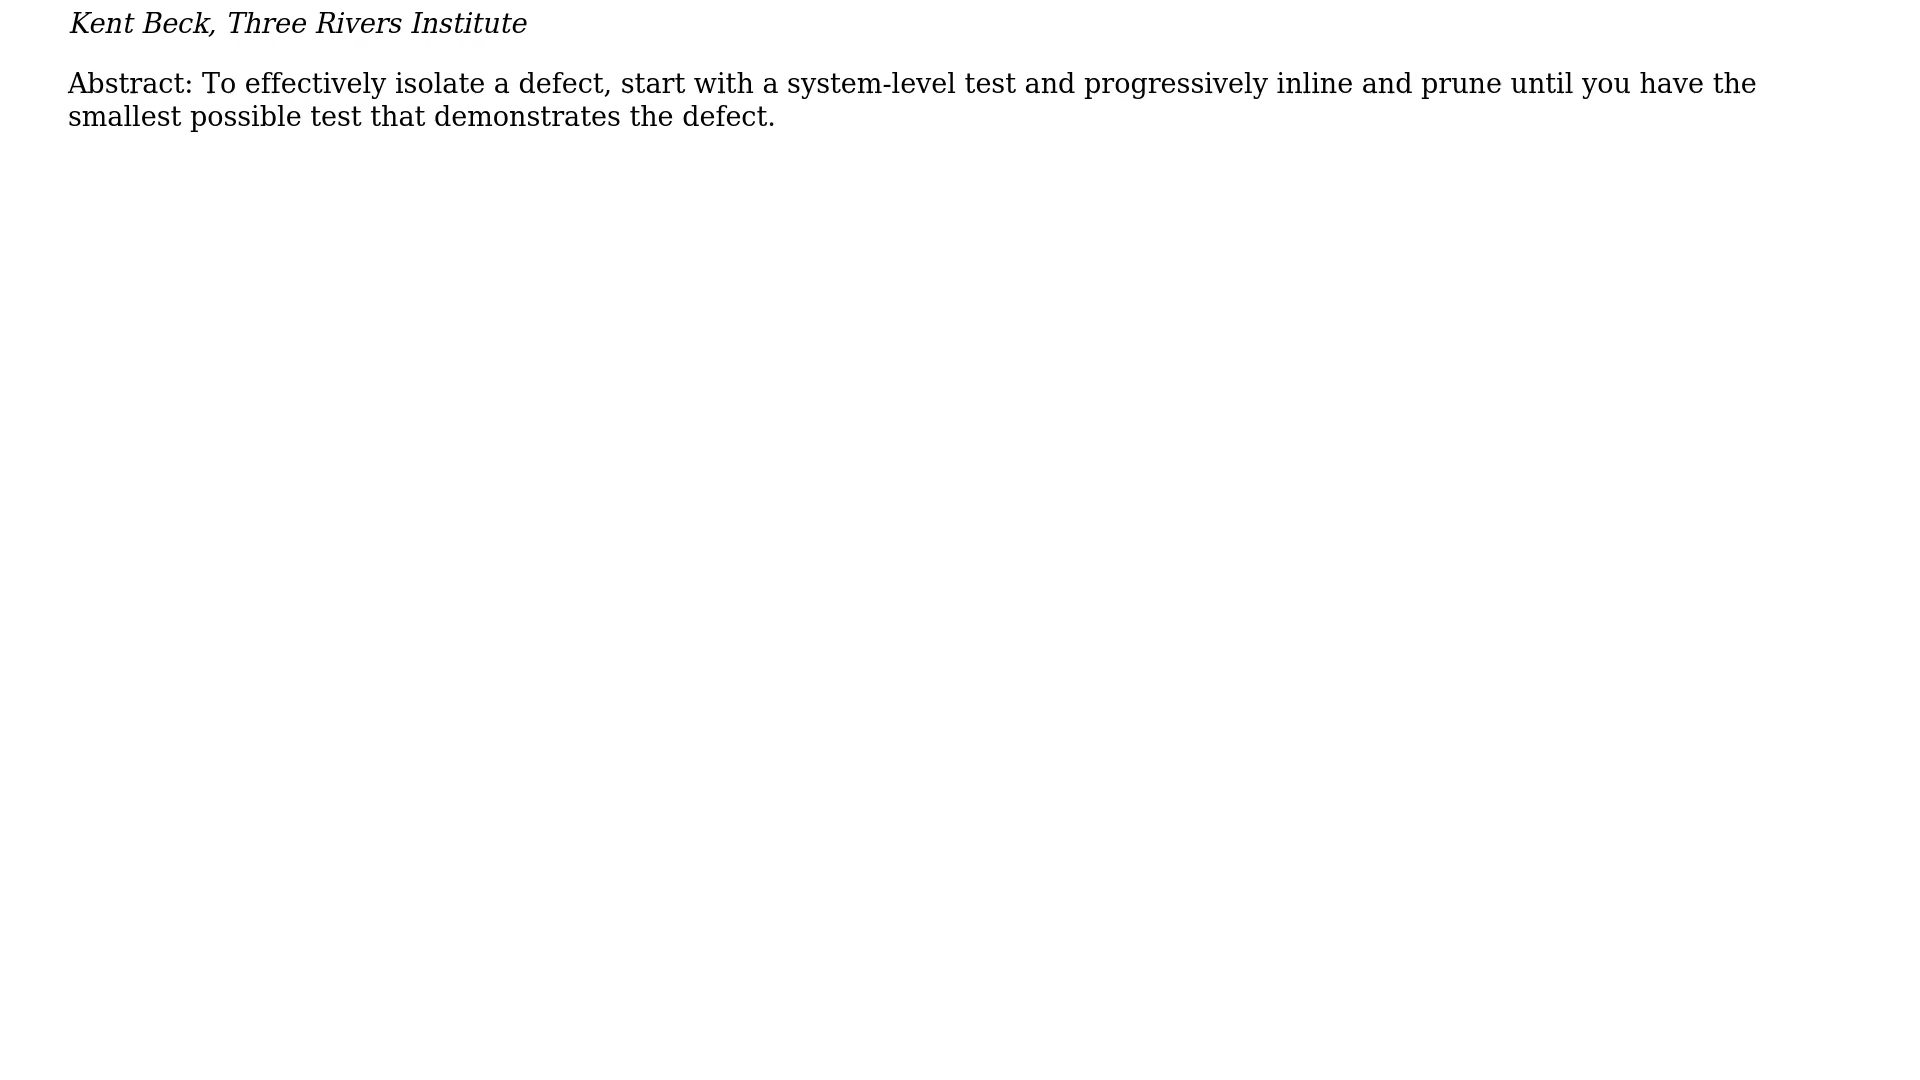 Kent Beck, Three Rivers Institute
Abstract: To effectively isolate a defect, start with a system-level test and progressively inline and prune until you have the
smallest possible test that demonstrates the defect.